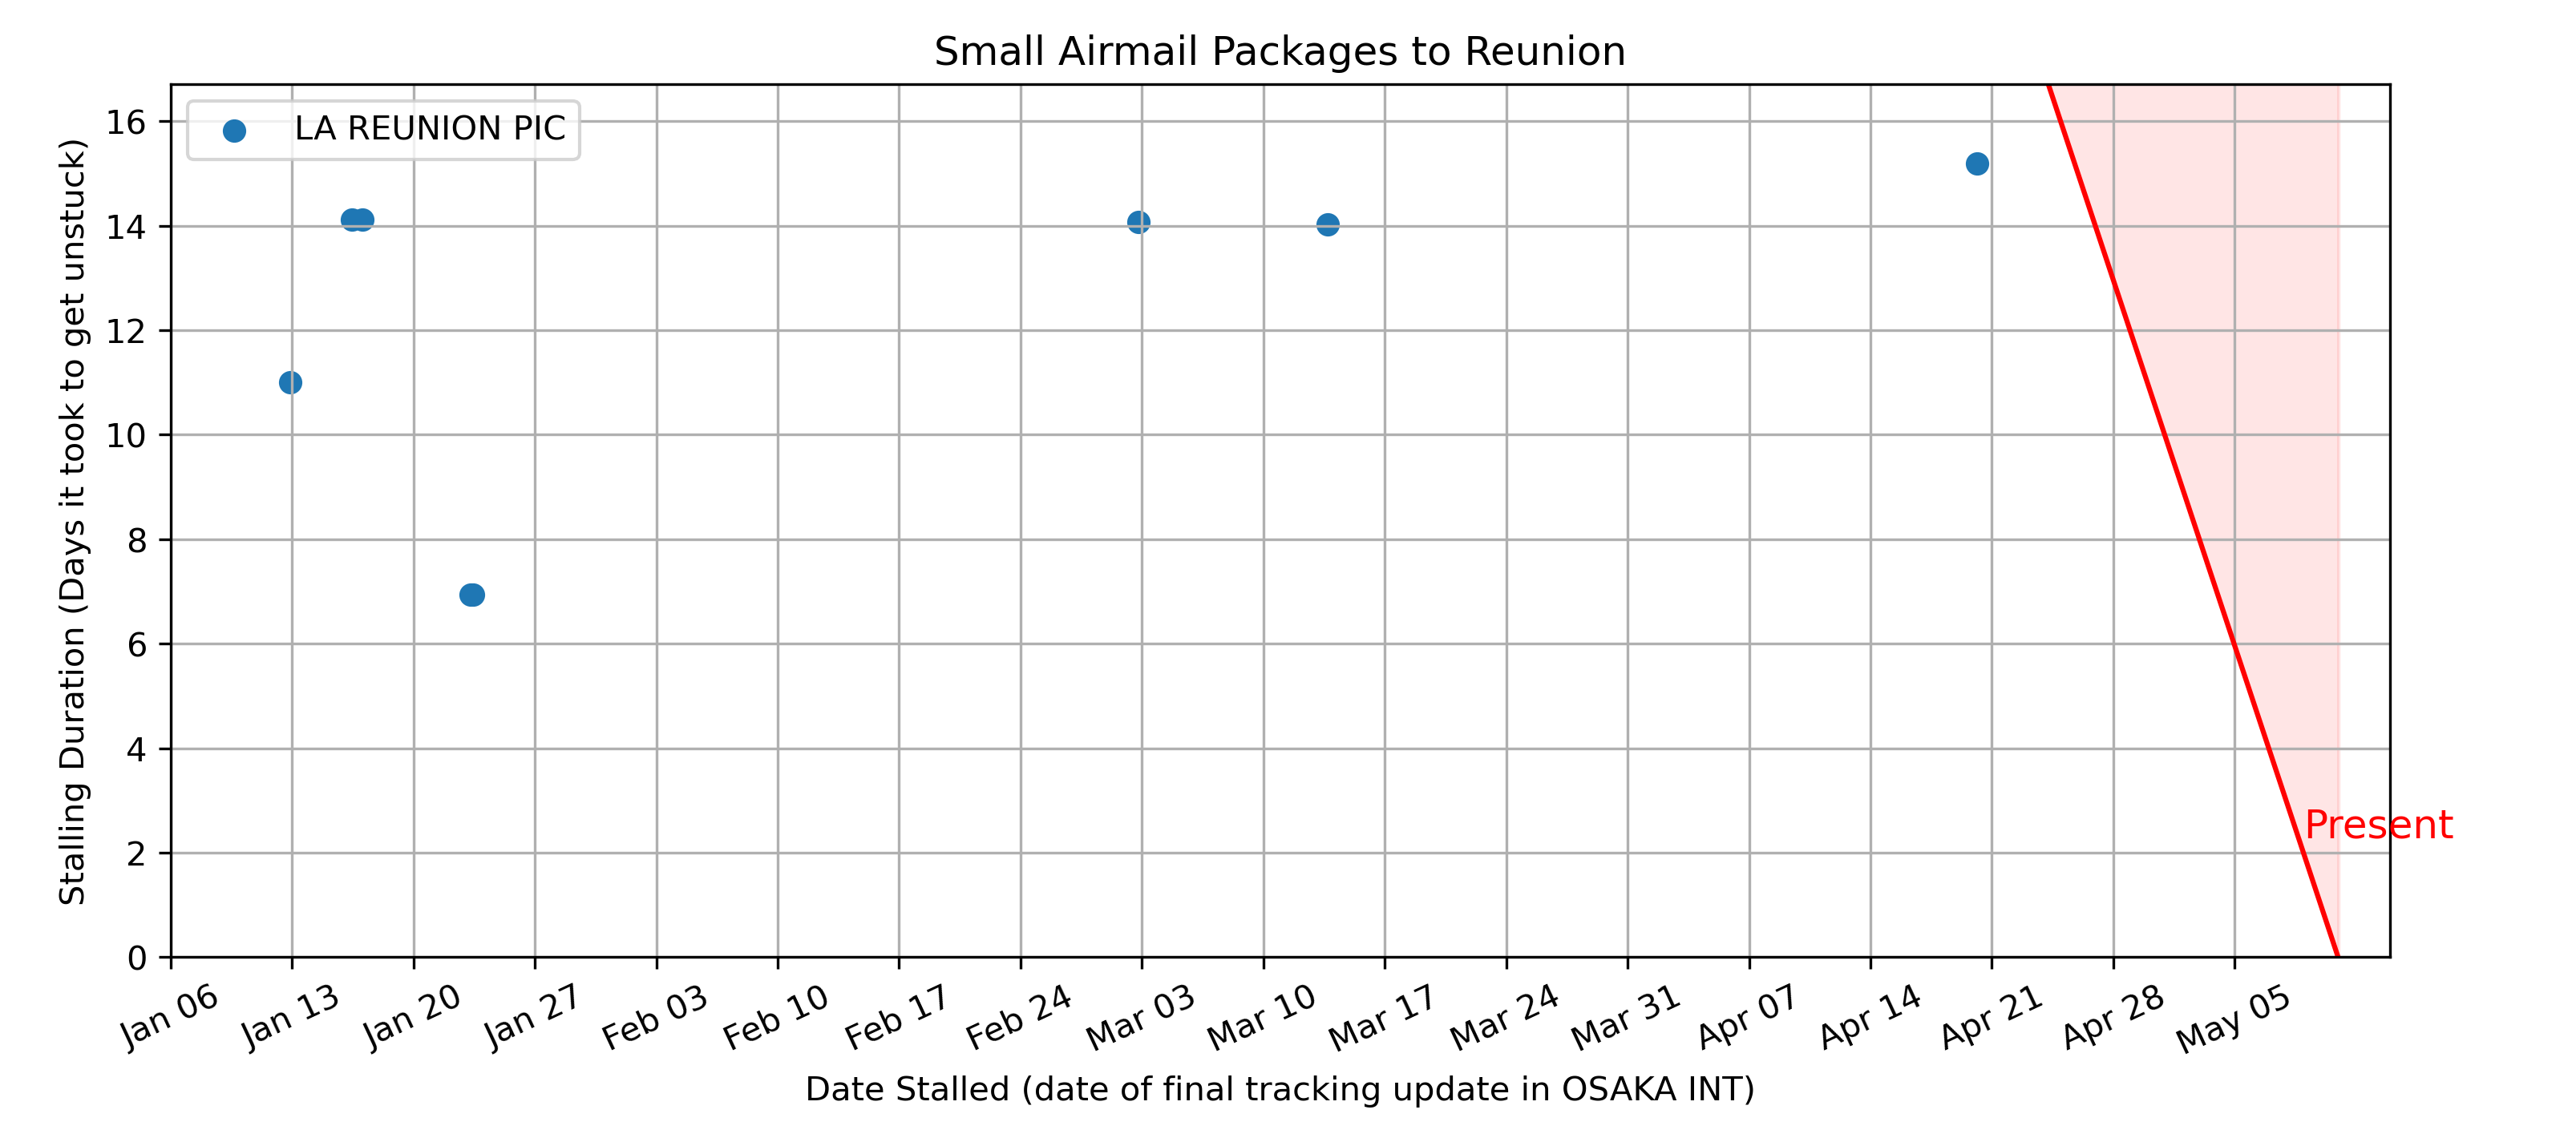 Small Airmail Packages to Reunion
LA REUNION PIC
Stalling Duration (Days it took to get unstuck)
16
14
12
10
8
6
4
2
0
Present
Jan 06 Jan 13 Jan 20 Jan 27 Feb 03 Feb 10 Feb 17 Feb 24 Mar 03 Mar 10 Mar 17 Mar 24 Mar 31 Apr 07 Apr 14 Apr 21 Apr 28 May 05
Date Stalled (date of final tracking update in OSAKA INT)